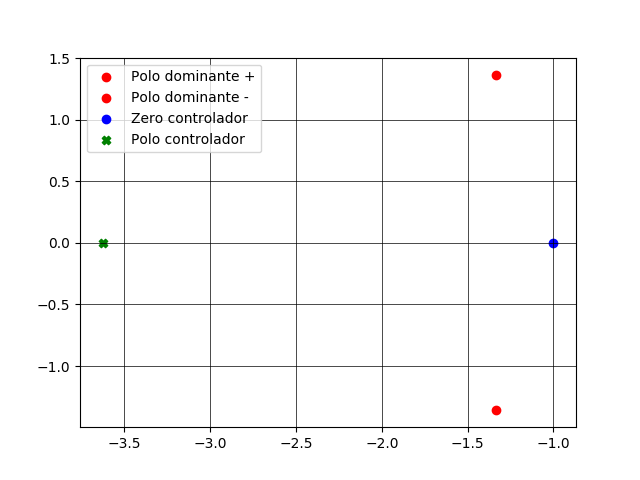 1.5
1.0
0.5
0.0
−0.5
−1.0
Polo dominante +
Polo dominante -
Zero controlador
Polo controlador
−3.5 −3.0 −2.5 −2.0 −1.5 −1.0